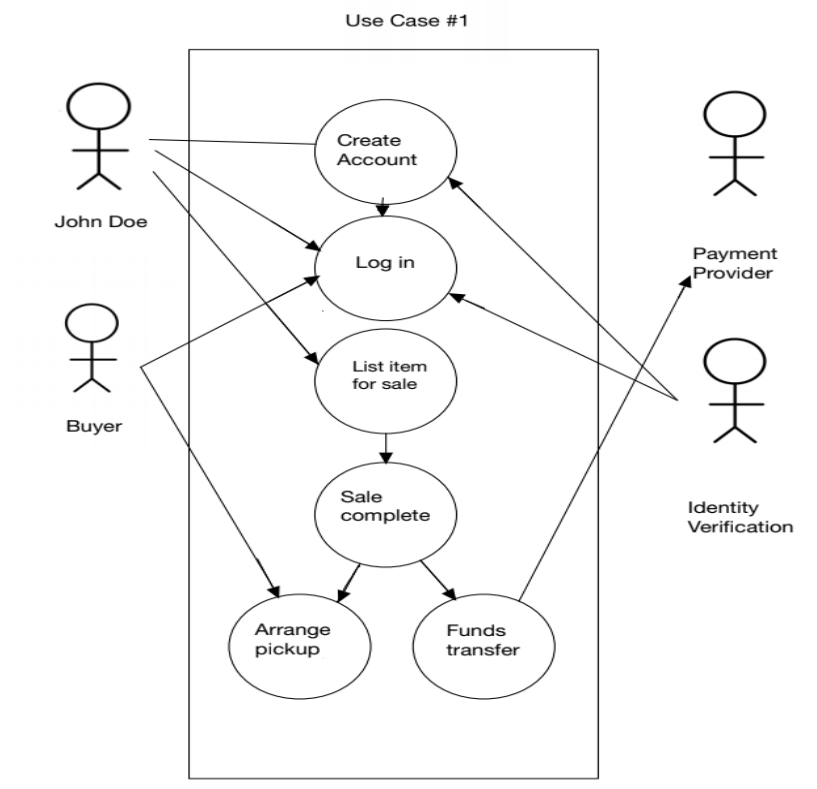 Use Case #1
John Doe
Buyer
Create
Account
Log in
List item
for sale
Sale
complete
Arrange
pickup
Funds
transfer
Payment
Provider
Identity
Verification